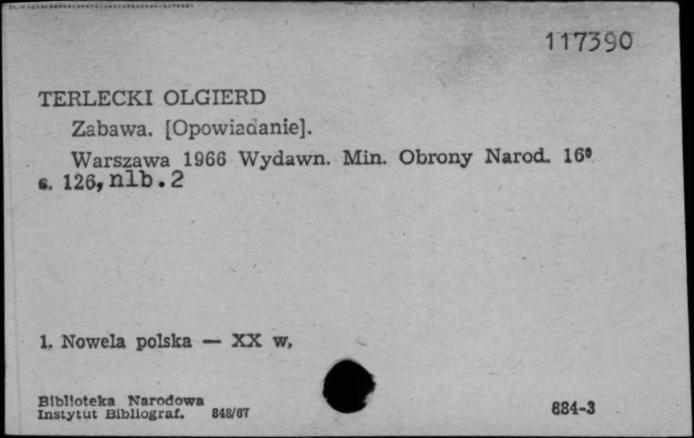 117390
TERLECKI OLGIERD
Zabawa. [Opowiadanie].
Warszawa 1966 Wydawn. Min. Obrony Narod. 16°
s. 126, nlb. 2
1. Nowela polska — XX w.
Biblioteka Narodowa
Instytut Bibliograf. 848/67
884-3